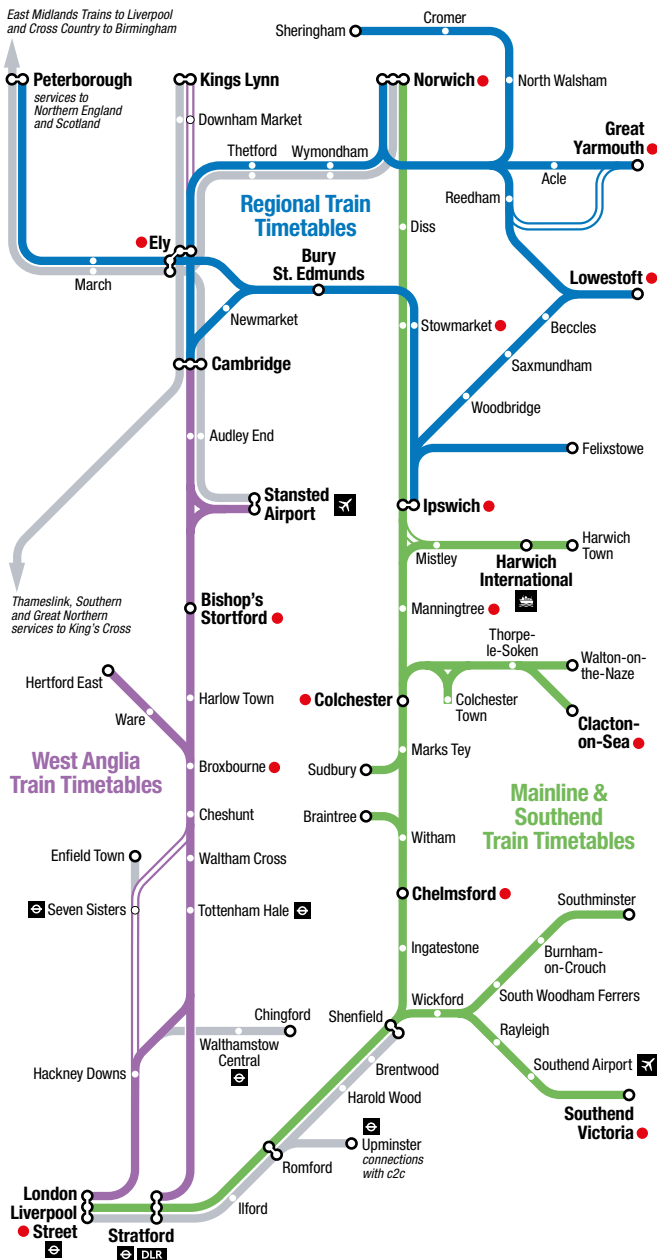 East Midlands Trains to Liverpool
and Cross Country to Birmingham
Peterborough
services to
Northern England
and Scotland
Kings Lynn
Downham Market
Sheringham
Cromer
Norwich
North Walsham
Great
Yarmouth
Thetford
Wymondham
Acle
Reedham
Regional Train
Timetables
Diss
Ely
March
Bury
St. Edmunds
Lowestoft
Newmarket
Stowmarket
Beccles
Saxmundham
Cambridge
Woodbridge
Audley End
Felixstowe
Stansted
Airport
Ipswich
Mistley
Harwich
International
Harwich
Town
Thameslink, Southern
and Great Northern
services to King's Cross
Bishop's
Stortford
Manningtree
Thorpe-
le-Soken
Walton-on-
the-Naze
Hertford East
Ware
Harlow Town
Colchester
Colchester
Town
Clacton-
on-Sea
West Anglia
Train Timetables
Broxbourne
Sudbury
Marks Tey
Mainline &
Southend
Train Timetables
Cheshunt
Braintree
Witham
Enfield Town
Waltham Cross
Seven Sisters
Tottenham Hale
Chelmsford
Southminster
Ingatestone
Burnham-
on-Crouch
Wickford
South Woodham Ferrers
Chingford
Shenfield
Rayleigh
Walthamstow
Central
Brentwood
Southend Airport
Hackney Downs
Harold Wood
Southend
Victoria
Upminster
connections
with c2c
Romford
London
Liverpool
Street
Ilford
Stratford
DLR